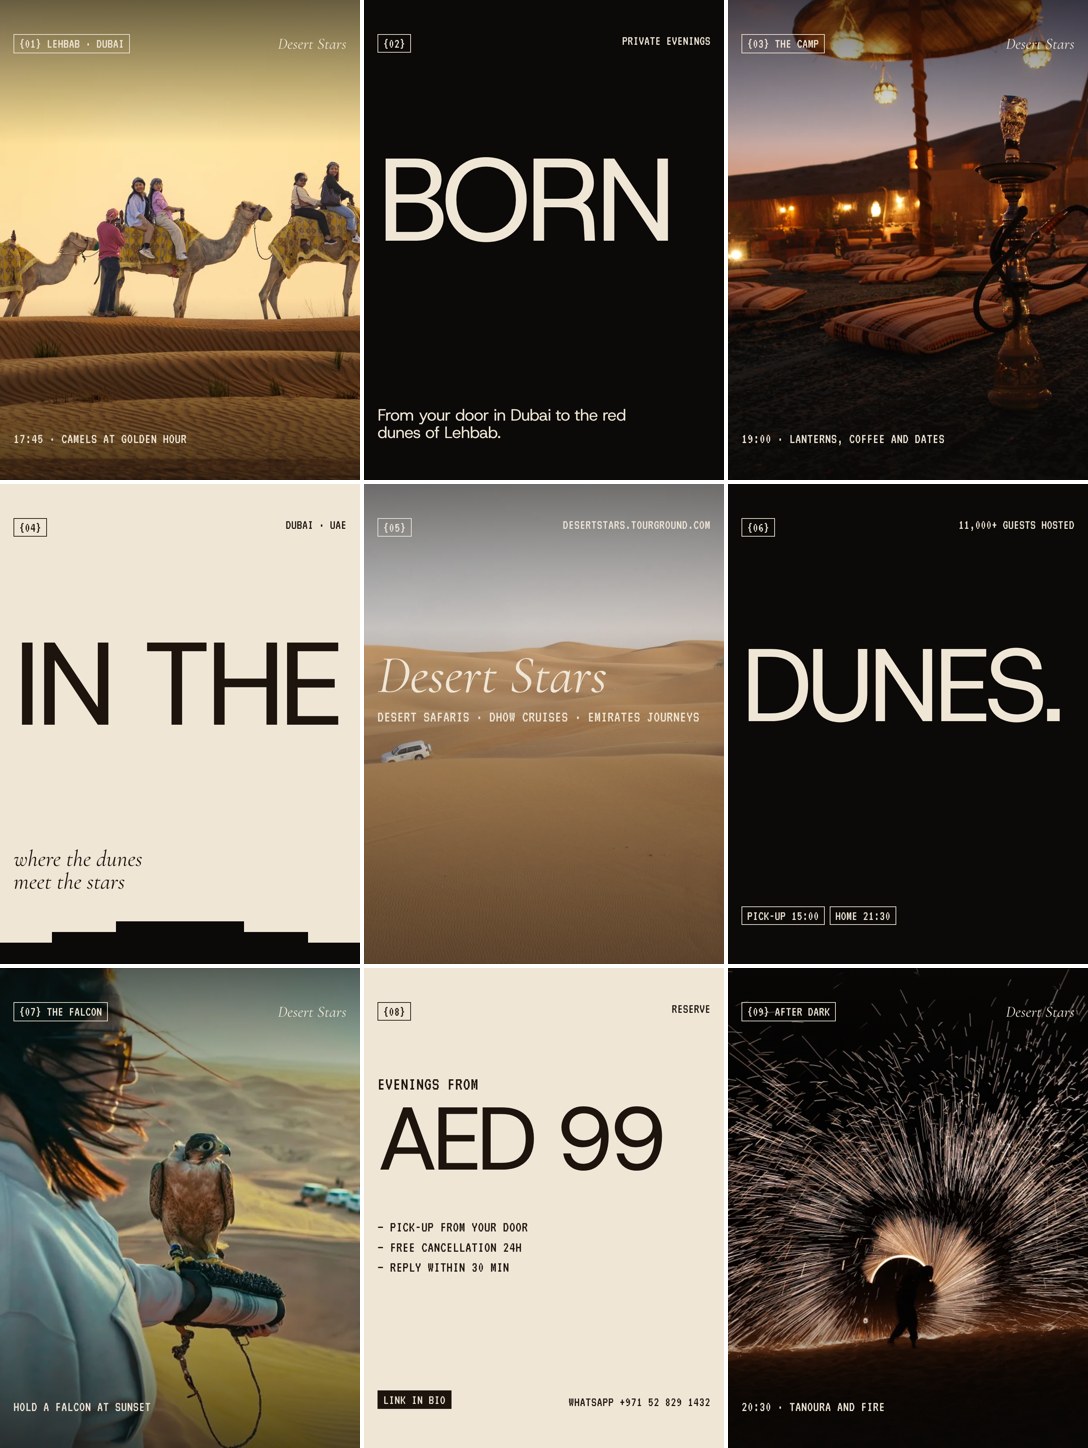 {01} LEHBAB · DUBAI
Desert Stars
17:45 · CAMELS AT GOLDEN HOUR
{02}
PRIVATE EVENINGS
BORN
From your door in Dubai to the red
dunes of Lehbab.
{03} THE CAMP
Desert Stars
19:00 · LANTERNS, COFFEE AND DATES
{04}
DUBAI · UAE
IN THE
where the dunes
meet the stars
{05}
DESERTSTARS.TOURGROUND.COM
Desert Stars
DESERT SAFARIS · DHOW CRUISES · EMIRATES JOURNEYS
{06}
11,000+ GUESTS HOSTED
DUNES.
PICK-UP 15:00
HOME 21:30
{07} THE FALCON
Desert Stars
HOLD A FALCON AT SUNSET
{08}
RESERVE
EVENINGS FROM
AED 99
– PICK-UP FROM YOUR DOOR
– FREE CANCELLATION 24H
– REPLY WITHIN 30 MIN
LINK IN BIO
WHATSAPP +971 52 829 1432
{09} AFTER DARK
Desert Stars
20:30 · TANOURA AND FIRE